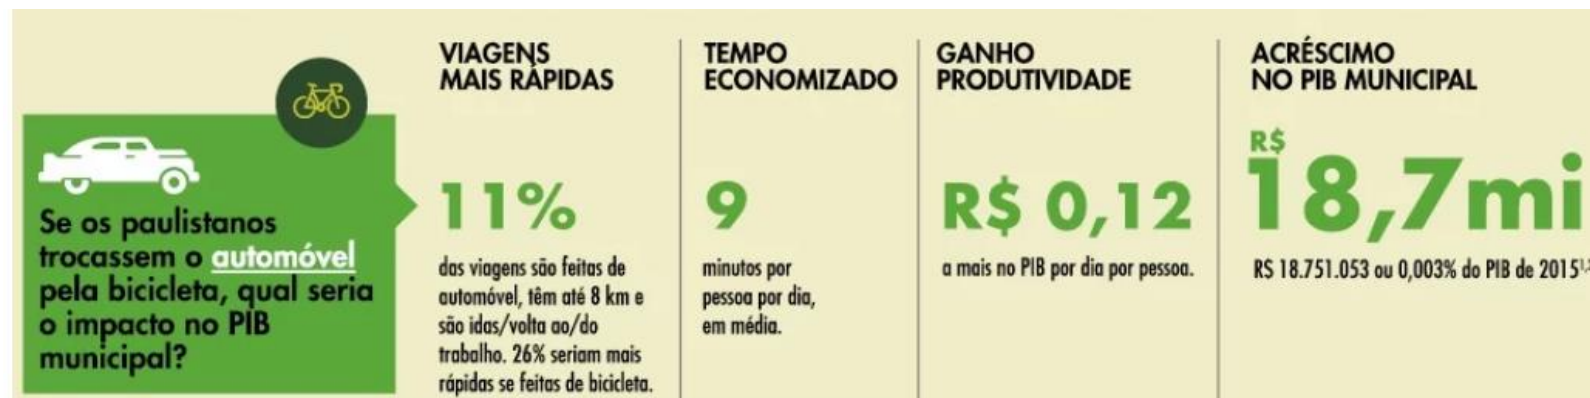 Se os paulistanos
trocassem o automóvel
pela bicicleta, qual seria
o impacto no PIB
municipal?
VIAGENS
MAIS RÁPIDAS
11%
das viagens são feitas de
automóvel, têm até 8 km e
são idas/volta ao/do
trabalho. 26% seriam mais
rápidas se feitas de bicicleta.
TEMPO
ECONOMIZADO
9
minutos por
pessoa por dia,
em média.
GANHO
PRODUTIVIDADE
R$ 0,12
a mais no PIB por dia por pessoa.
ACRÉSCIMO
NO PIB MUNICIPAL
R$
18,7mi
R$ 18.751.053 ou 0,003% do PIB de 2015